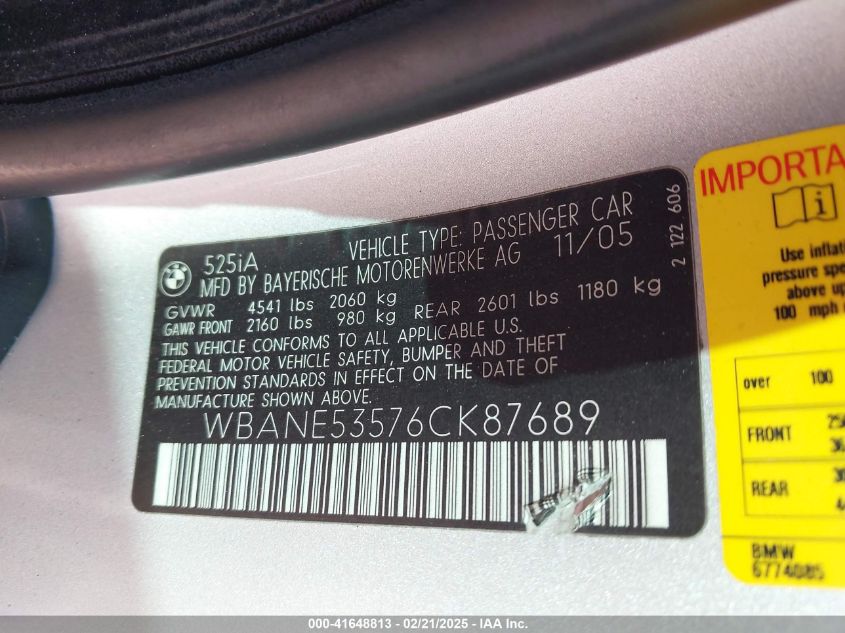 BMW
525iA VEHICLE TYPE: PASSENGER CAR
MFD BY BAYERISCHE MOTORENWERKE AG 11/05
GVWR 4541 lbs 2060 kg
GAWR FRONT 2160 lbs 980 kg REAR 2601 lbs 1180 kg
THIS VEHICLE CONFORMS TO ALL APPLICABLE U.S.
FEDERAL MOTOR VEHICLE SAFETY, BUMPER AND THEFT
PREVENTION STANDARDS IN EFFECT ON THE DATE OF
MANUFACTURE SHOWN ABOVE.
WBANE53576CK87689
2 122 606
IMPORTA
i
Use inflat
pressure spe
above up
100 mph
over 100
FRONT
REAR
BMW
6774085
000-41648813 - 02/21/2025 - IAA Inc.